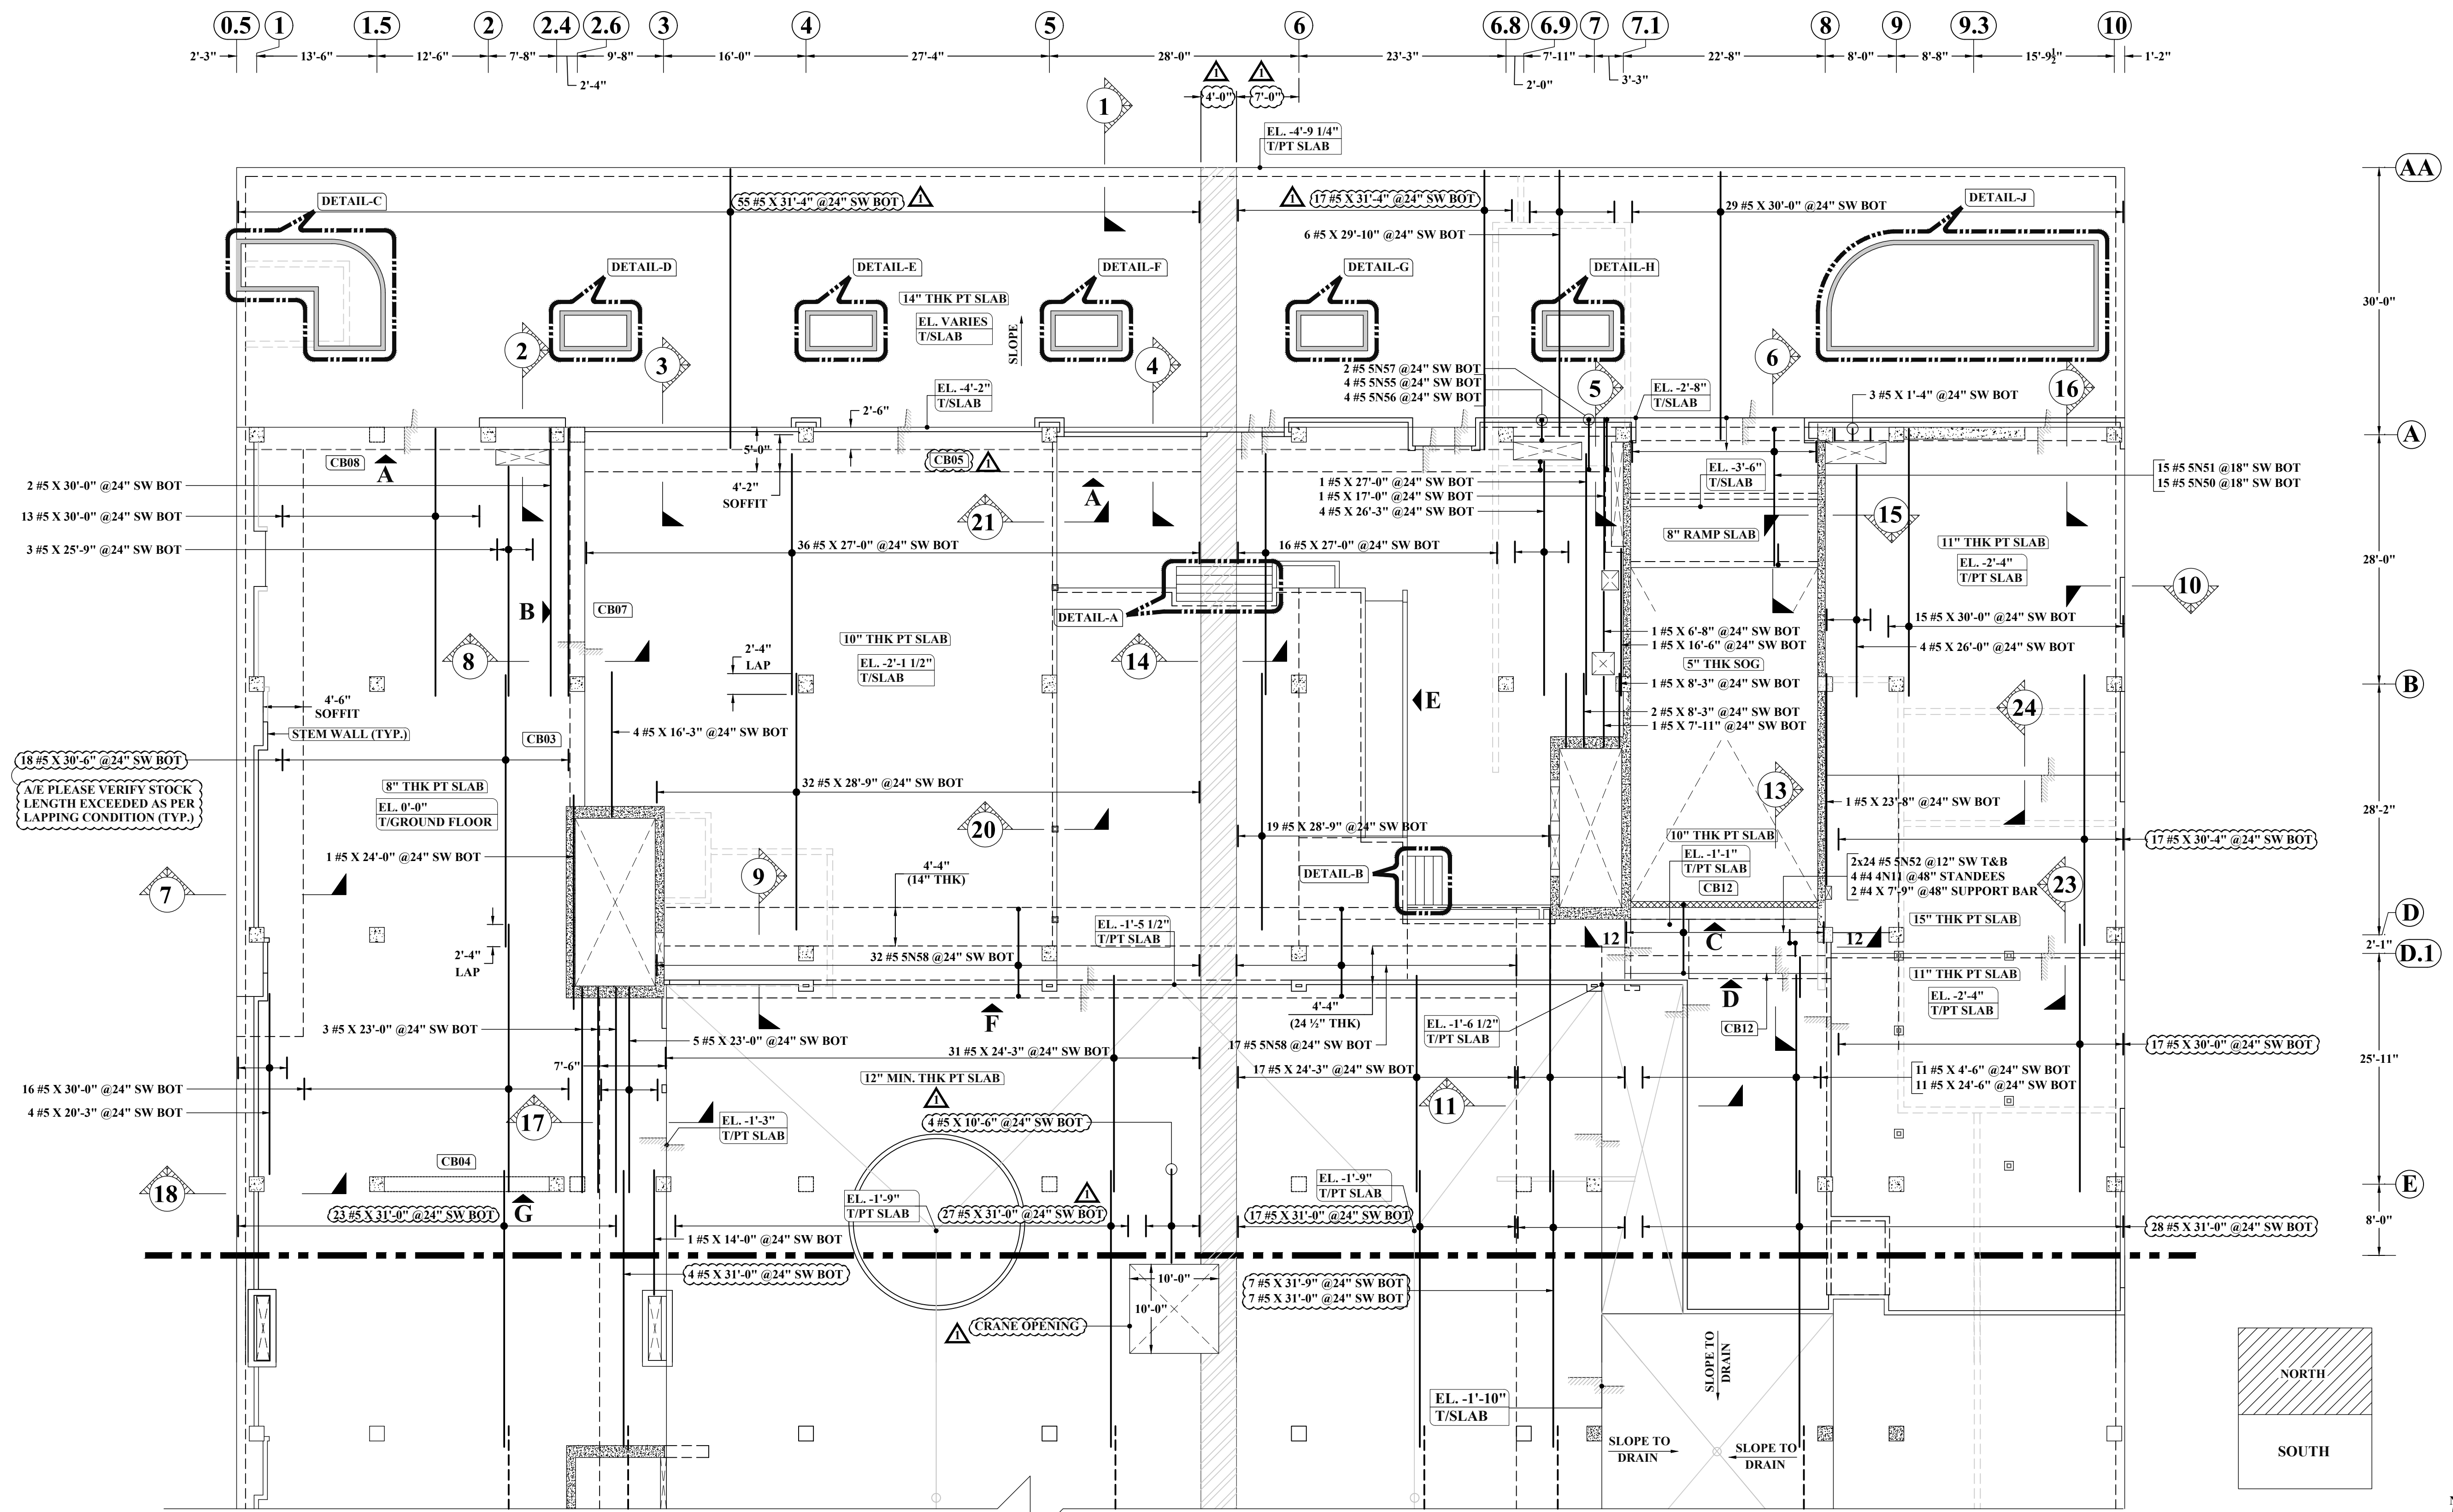 0.5 1 1.5 2 2.4 2.6 3 4 5 6 6.8 6.9 7 7.1 8 9 9.3 10
2'-3" 13'-6" 12'-6" 7'-8" 9'-8" 16'-0" 27'-4" 28'-0" 23'-3" 7'-11" 22'-8" 8'-0" 8'-8" 15'-9½" 1'-2"
2'-4" 2'-0" 3'-3"
1 1
4'-0" 7'-0"
1
EL. -4'-9 1/4"
T/PT SLAB
AA
DETAIL-C
55 #5 X 31'-4" @24" SW BOT 1
1 17 #5 X 31'-4" @24" SW BOT
29 #5 X 30'-0" @24" SW BOT
DETAIL-J
6 #5 X 29'-10" @24" SW BOT
DETAIL-D
DETAIL-E
DETAIL-F
DETAIL-G
DETAIL-H
14" THK PT SLAB
EL. VARIES
T/SLAB
SLOPE
30'-0"
2
3
4
5
6
16
2 #5 5N57 @24" SW BOT
4 #5 5N55 @24" SW BOT
4 #5 5N56 @24" SW BOT
EL. -4'-2"
T/SLAB
EL. -2'-8"
T/SLAB
3 #5 1'-4" @24" SW BOT
2'-6"
A
5'-0"
CB08
A
CB05 1
4'-2"
SOFFIT
A
EL. -3'-6"
T/SLAB
15 #5 5N51 @18" SW BOT
15 #5 5N50 @18" SW BOT
2 #5 X 30'-0" @24" SW BOT
13 #5 X 30'-0" @24" SW BOT
3 #5 X 25'-9" @24" SW BOT
1 #5 X 27'-0" @24" SW BOT
1 #5 X 17'-0" @24" SW BOT
4 #5 X 26'-3" @24" SW BOT
21
15
8" RAMP SLAB
36 #5 X 27'-0" @24" SW BOT
16 #5 X 27'-0" @24" SW BOT
11" THK PT SLAB
EL. -2'-4"
T/PT SLAB
28'-0"
10
B
CB07
DETAIL-A
15 #5 X 30'-0" @24" SW BOT
4 #5 X 26'-0" @24" SW BOT
10" THK PT SLAB
EL. -2'-1 1/2"
T/SLAB
2'-4"
LAP
8
14
1 #5 X 6'-8" @24" SW BOT
1 #5 X 16'-6" @24" SW BOT
5" THK SOG
1 #5 X 8'-3" @24" SW BOT
2 #5 X 8'-3" @24" SW BOT
1 #5 X 7'-11" @24" SW BOT
B
E
24
4'-6"
SOFFIT
STEM WALL (TYP.)
CB03
4 #5 X 16'-3" @24" SW BOT
18 #5 X 30'-6" @24" SW BOT
A/E PLEASE VERIFY STOCK
LENGTH EXCEEDED AS PER
LAPPING CONDITION (TYP.)
8" THK PT SLAB
EL. 0'-0"
T/GROUND FLOOR
32 #5 X 28'-9" @24" SW BOT
13
1 #5 X 23'-8" @24" SW BOT
28'-2"
20
19 #5 X 28'-9" @24" SW BOT
10" THK PT SLAB
EL. -1'-1"
T/PT SLAB
CB12
17 #5 X 30'-4" @24" SW BOT
1 #5 X 24'-0" @24" SW BOT
4'-4"
(14" THK)
DETAIL-B
2x24 #5 5N52 @12" SW T&B
4 #4 4N11 @48" STANDEES
2 #4 X 7'-9" @48" SUPPORT BAR
7
9
23
15" THK PT SLAB
D
EL. -1'-5 1/2"
T/PT SLAB
12
C
12
2'-1"
D.1
2'-4"
LAP
32 #5 5N58 @24" SW BOT
11" THK PT SLAB
EL. -2'-4"
T/PT SLAB
D
F
4'-4"
(24 ½" THK)
EL. -1'-6 1/2"
T/PT SLAB
CB12
3 #5 X 23'-0" @24" SW BOT
5 #5 X 23'-0" @24" SW BOT
17 #5 5N58 @24" SW BOT
17 #5 X 30'-0" @24" SW BOT
31 #5 X 24'-3" @24" SW BOT
7'-6"
17 #5 X 24'-3" @24" SW BOT
11 #5 X 4'-6" @24" SW BOT
11 #5 X 24'-6" @24" SW BOT
25'-11"
16 #5 X 30'-0" @24" SW BOT
4 #5 X 20'-3" @24" SW BOT
12" MIN. THK PT SLAB
1
4 #5 X 10'-6" @24" SW BOT
11
17
EL. -1'-3"
T/PT SLAB
CB04
18
E
EL. -1'-9"
T/PT SLAB
1
27 #5 X 31'-0" @24" SW BOT
EL. -1'-9"
T/PT SLAB
17 #5 X 31'-0" @24" SW BOT
23 #5 X 31'-0" @24" SW BOT
G
8'-0"
28 #5 X 31'-0" @24" SW BOT
1 #5 X 14'-0" @24" SW BOT
4 #5 X 31'-0" @24" SW BOT
10'-0"
10'-0"
7 #5 X 31'-9" @24" SW BOT
7 #5 X 31'-0" @24" SW BOT
1 CRANE OPENING
SLOPE TO
DRAIN
NORTH
EL. -1'-10"
T/SLAB
SLOPE TO
DRAIN
SLOPE TO
DRAIN
SOUTH